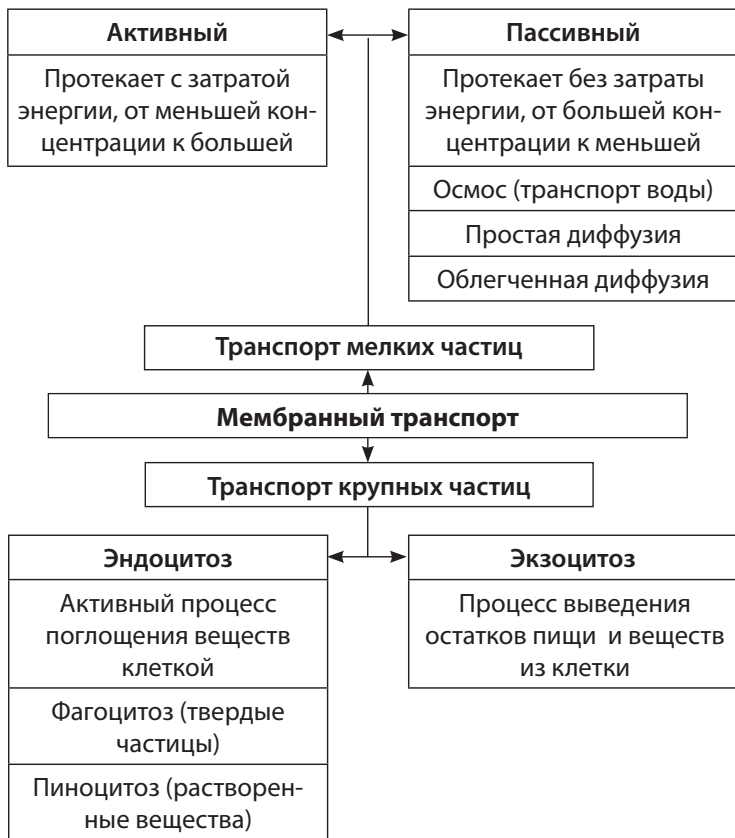 Активный
Протекает с затратой
энергии, от меньшей кон-
центрации к большей
Пассивный
Протекает без затраты
энергии, от большей кон-
центрации к меньшей
Осмос (транспорт воды)
Простая диффузия
Облегченная диффузия
Транспорт мелких частиц
Мембранный транспорт
Транспорт крупных частиц
Эндоцитоз
Активный процесс
поглощения веществ
клеткой
Фагоцитоз (твердые
частицы)
Пиноцитоз (растворен-
ные вещества)
Экзоцитоз
Процесс выведения
остатков пищи и веществ
из клетки